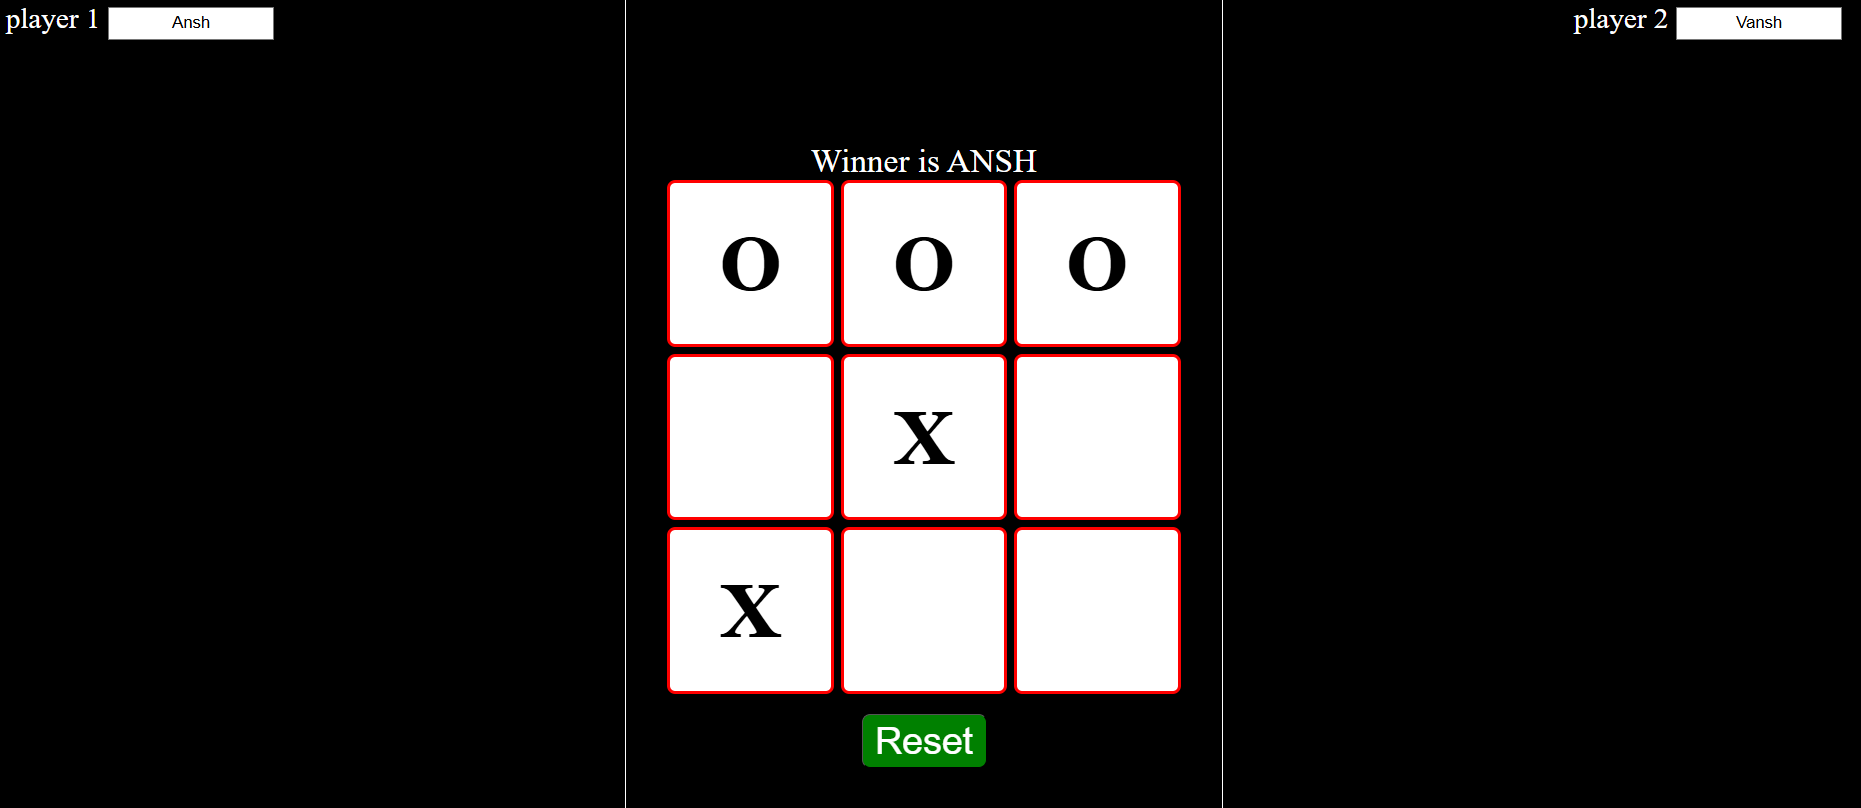 player 1 Ansh
player 2 Vansh
Winner is ANSH
O O O
X
X
Reset